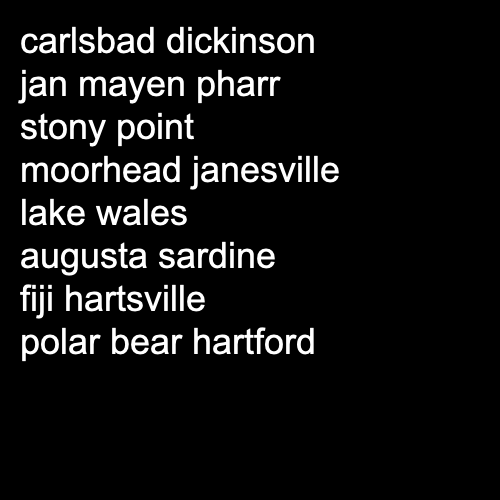 carlsbad dickinson
jan mayen pharr
stony point
moorhead janesville
lake wales
augusta sardine
fiji hartsville
polar bear hartford